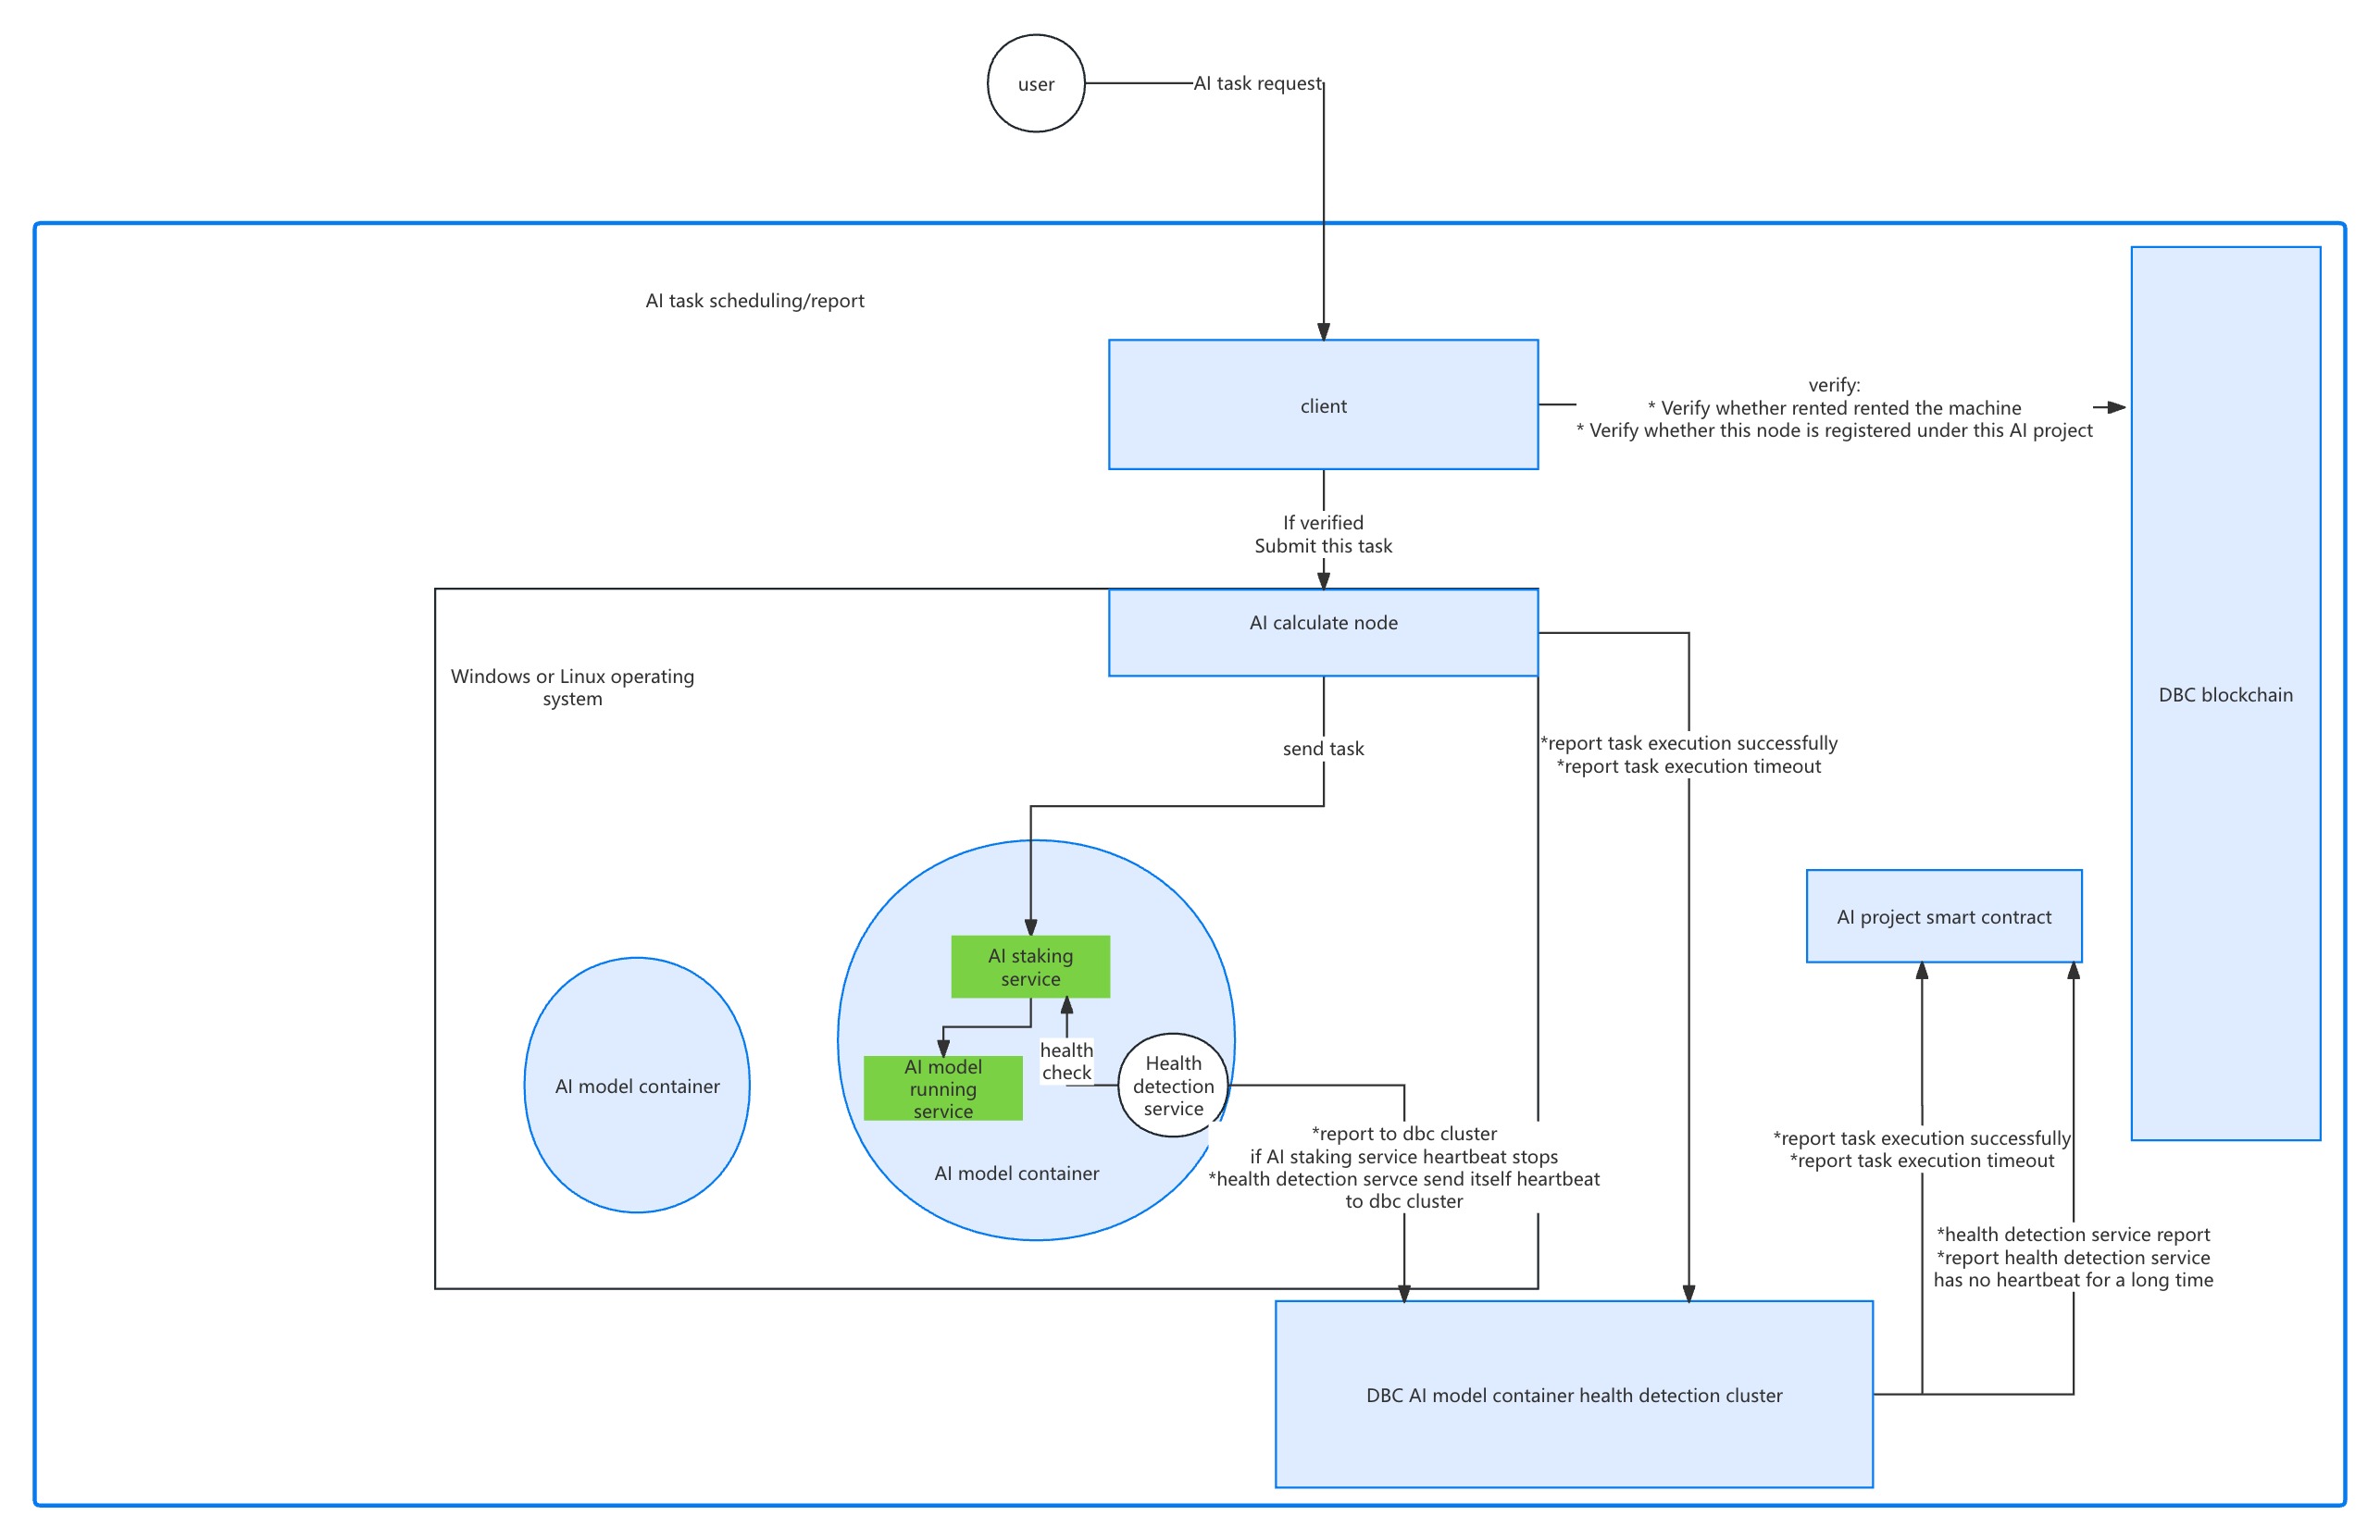 user
AI task request
AI task scheduling/report
client
verify:
* Verify whether rented rented the machine
* Verify whether this node is registered under this AI project
If verified
Submit this task
AI calculate node
Windows or Linux operating
system
DBC blockchain
send task
*report task execution successfully
*report task execution timeout
AI project smart contract
AI staking
service
health
check
Health
detection
service
AI model
running
service
AI model container
AI model container
*report to dbc cluster
if AI staking service heartbeat stops
*health detection servce send itself heartbeat
to dbc cluster
*report task execution successfully
*report task execution timeout
*health detection service report
*report health detection service
has no heartbeat for a long time
DBC AI model container health detection cluster